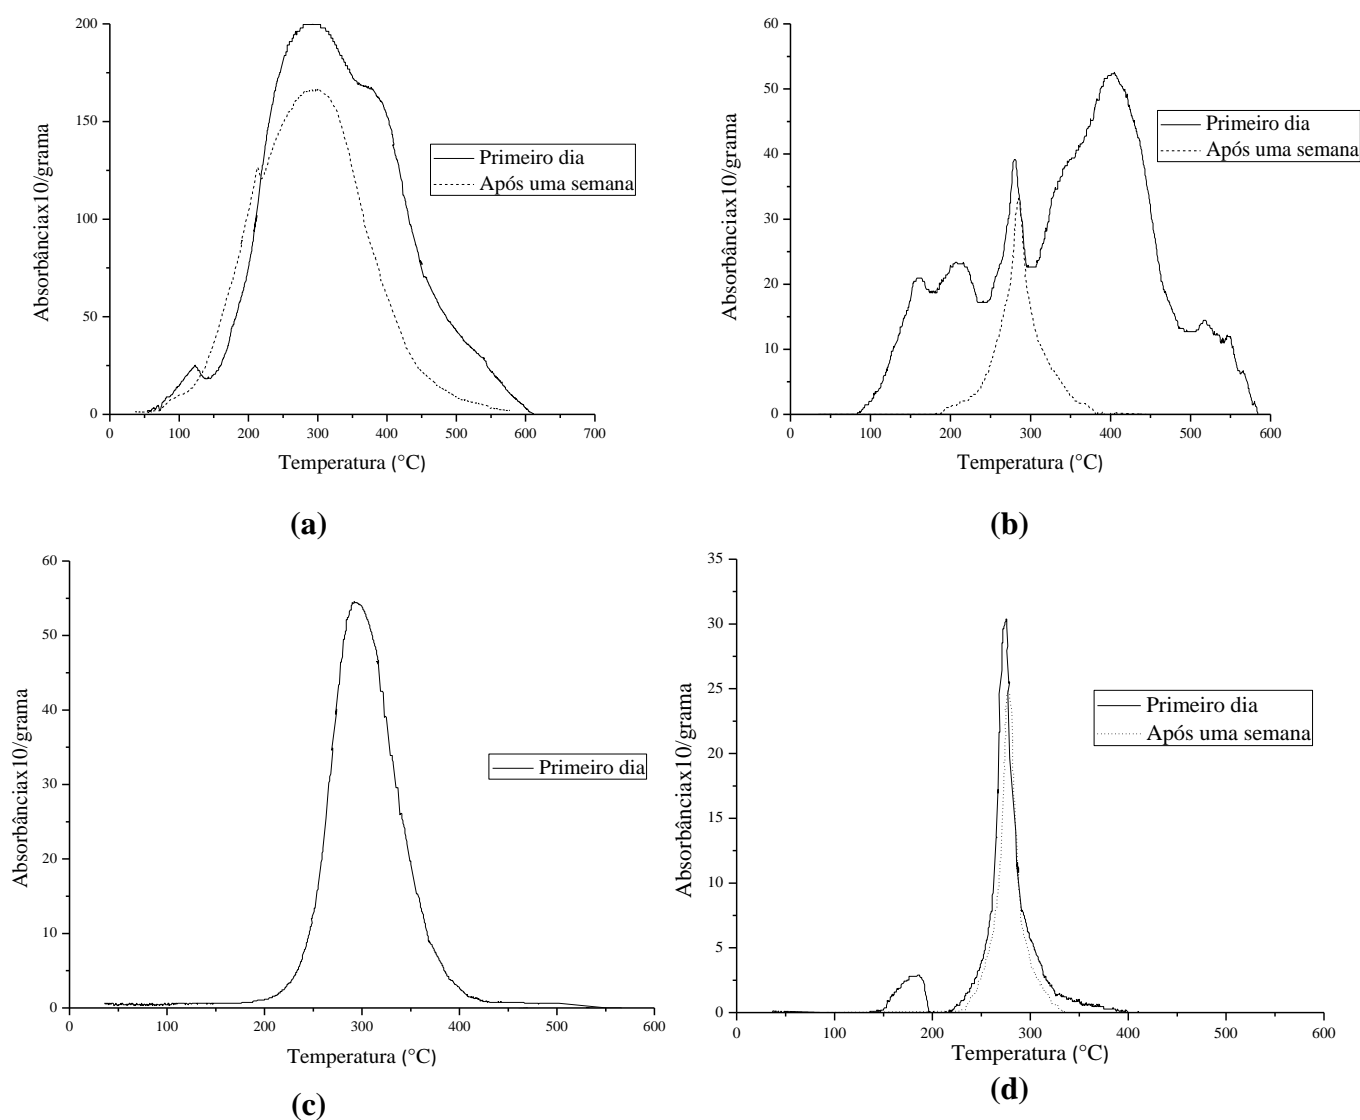 200
150
100
50
0
Absorbânciax10/grama
Primeiro dia
Após uma semana
0 100 200 300 400 500 600 700
Temperatura (°C)
(a)
60
50
40
30
20
10
0
Absorbânciax10/grama
Primeiro dia
Após uma semana
0 100 200 300 400 500 600
Temperatura (°C)
(b)
60
50
40
30
20
10
0
Absorbânciax10/grama
Primeiro dia
0 100 200 300 400 500 600
Temperatura (°C)
(c)
35
30
25
20
15
10
5
0
Absorbânciax10/grama
Primeiro dia
Após uma semana
0 100 200 300 400 500 600
Temperatura (°C)
(d)